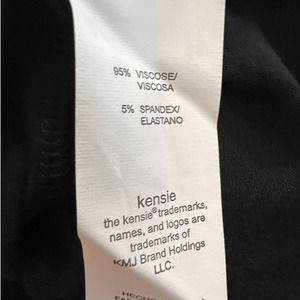 95% VISCOSE/
VISCOSA
5% SPANDEX/
ELASTANO
kensie
the kensie® trademarks,
names, and logos are
trademarks of
KMJ Brand Holdings
LLC.